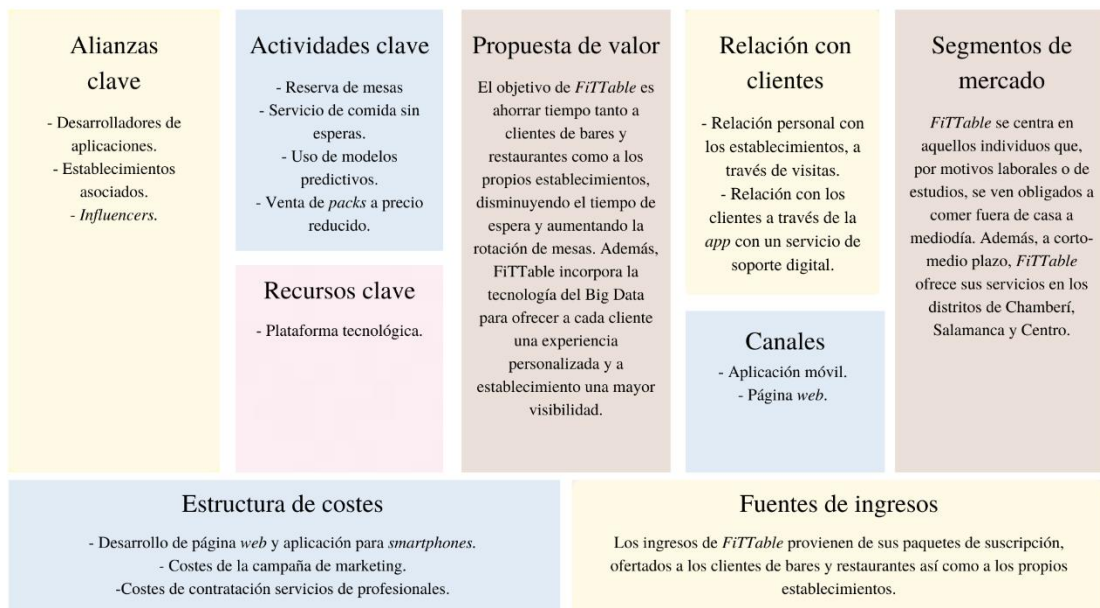 Alianzas
clave
- Desarrolladores de
aplicaciones.
- Establecimientos
asociados.
- Influencers.
Actividades clave
- Reserva de mesas
- Servicio de comida sin
esperas.
- Uso de modelos
predictivos.
- Venta de packs a precio
reducido.
Recursos clave
- Plataforma tecnológica.
Propuesta de valor
El objetivo de FiTTable es
ahorrar tiempo tanto a
clientes de bares y
restaurantes como a los
propios establecimientos,
disminuyendo el tiempo de
espera y aumentando la
rotación de mesas. Además,
FiTTable incorpora la
tecnología del Big Data
para ofrecer a cada cliente
una experiencia
personalizada y a
establecimiento una mayor
visibilidad.
Relación con
clientes
- Relación personal con
los establecimientos, a
través de visitas.
- Relación con los
clientes a través de la
app con un servicio de
soporte digital.
Canales
- Aplicación móvil.
- Página web.
Segmentos de
mercado
FiTTable se centra en
aquellos individuos que,
por motivos laborales o de
estudios, se ven obligados a
comer fuera de casa a
mediodía. Además, a corto-
medio plazo, FiTTable
ofrece sus servicios en los
distritos de Chamberí,
Salamanca y Centro.
Estructura de costes
- Desarrollo de página web y aplicación para smartphones.
- Costes de la campaña de marketing.
-Costes de contratación servicios de profesionales.
Fuentes de ingresos
Los ingresos de FiTTable provienen de sus paquetes de suscripción,
ofertados a los clientes de bares y restaurantes así como a los propios
establecimientos.